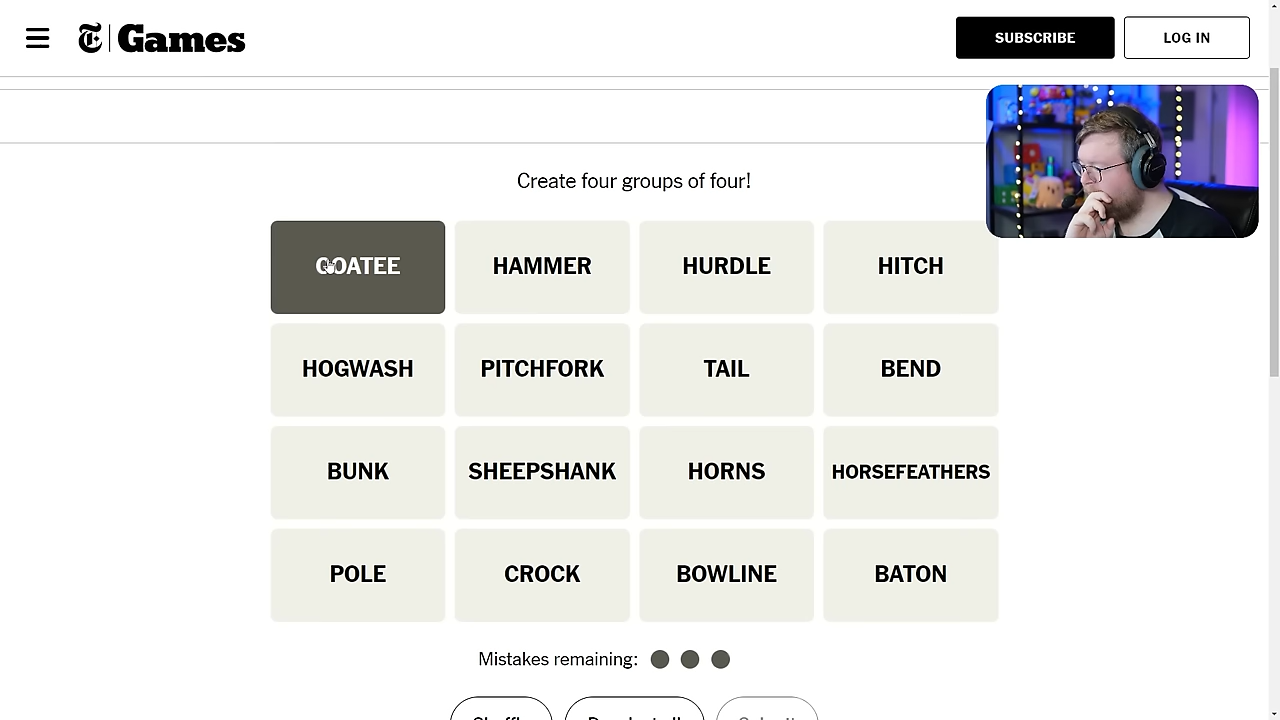 Games
SUBSCRIBE
LOG IN
Create four groups of four!
GOATEE HAMMER HURDLE HITCH
HOGWASH PITCHFORK TAIL BEND
BUNK SHEEPSHANK HORNS HORSEFEATHERS
POLE CROCK BOWLINE BATON
Mistakes remaining: